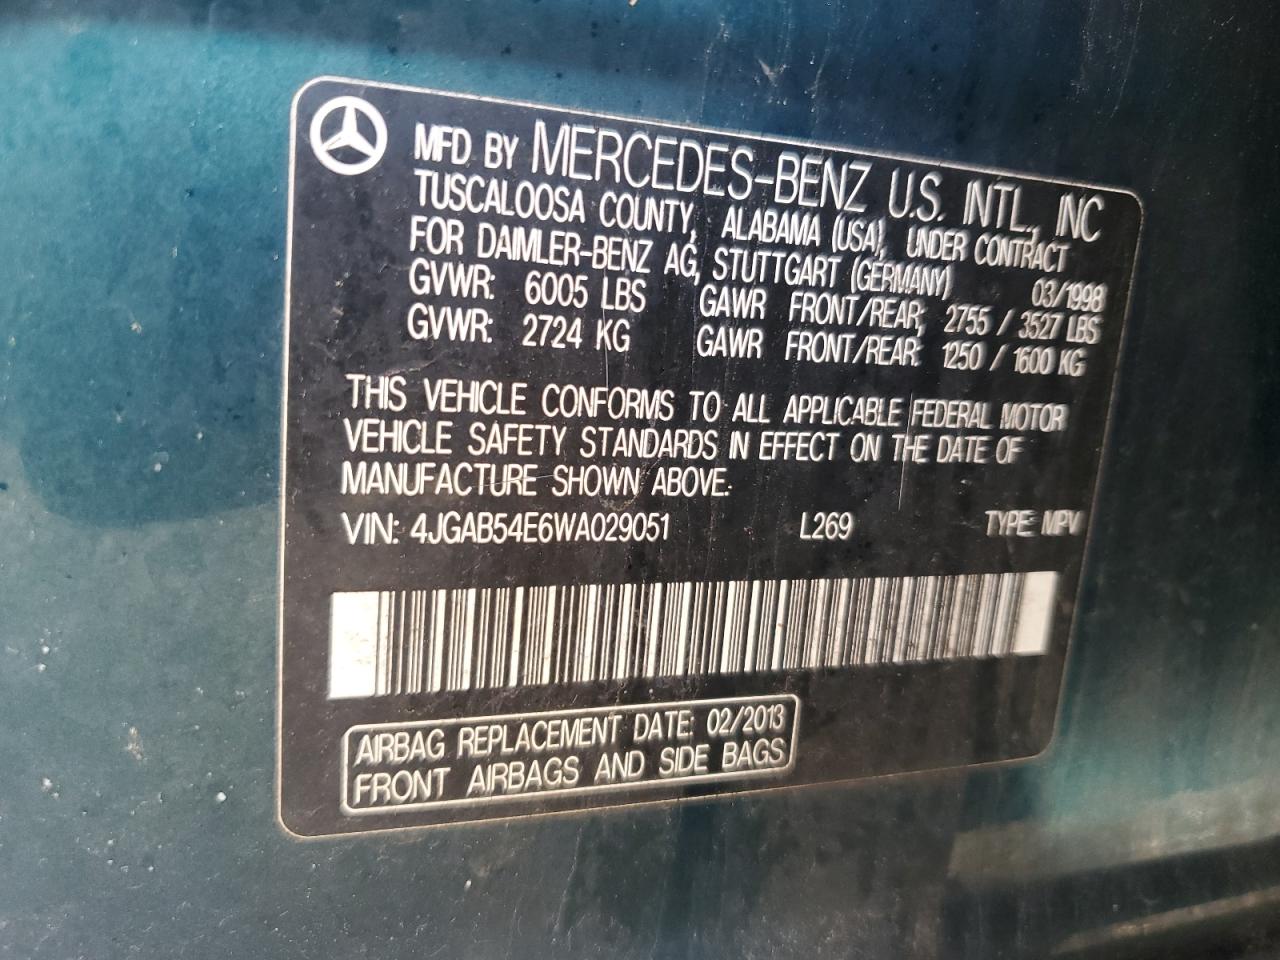 MFD BY MERCEDES-BENZ U.S. INTL., INC
TUSCALOOSA COUNTY, ALABAMA (USA), UNDER CONTRACT
FOR DAIMLER-BENZ AG, STUTTGART (GERMANY) 03/1998
GVWR: 6005 LBS GAWR FRONT/REAR: 2755 / 3527 LBS
GVWR: 2724 KG GAWR FRONT/REAR: 1250 / 1600 KG
THIS VEHICLE CONFORMS TO ALL APPLICABLE FEDERAL MOTOR
VEHICLE SAFETY STANDARDS IN EFFECT ON THE DATE OF
MANUFACTURE SHOWN ABOVE.
VIN: 4JGAB54E6WA029051 L269 TYPE: MPV
AIRBAG REPLACEMENT DATE: 02/2013
FRONT AIRBAGS AND SIDE BAGS